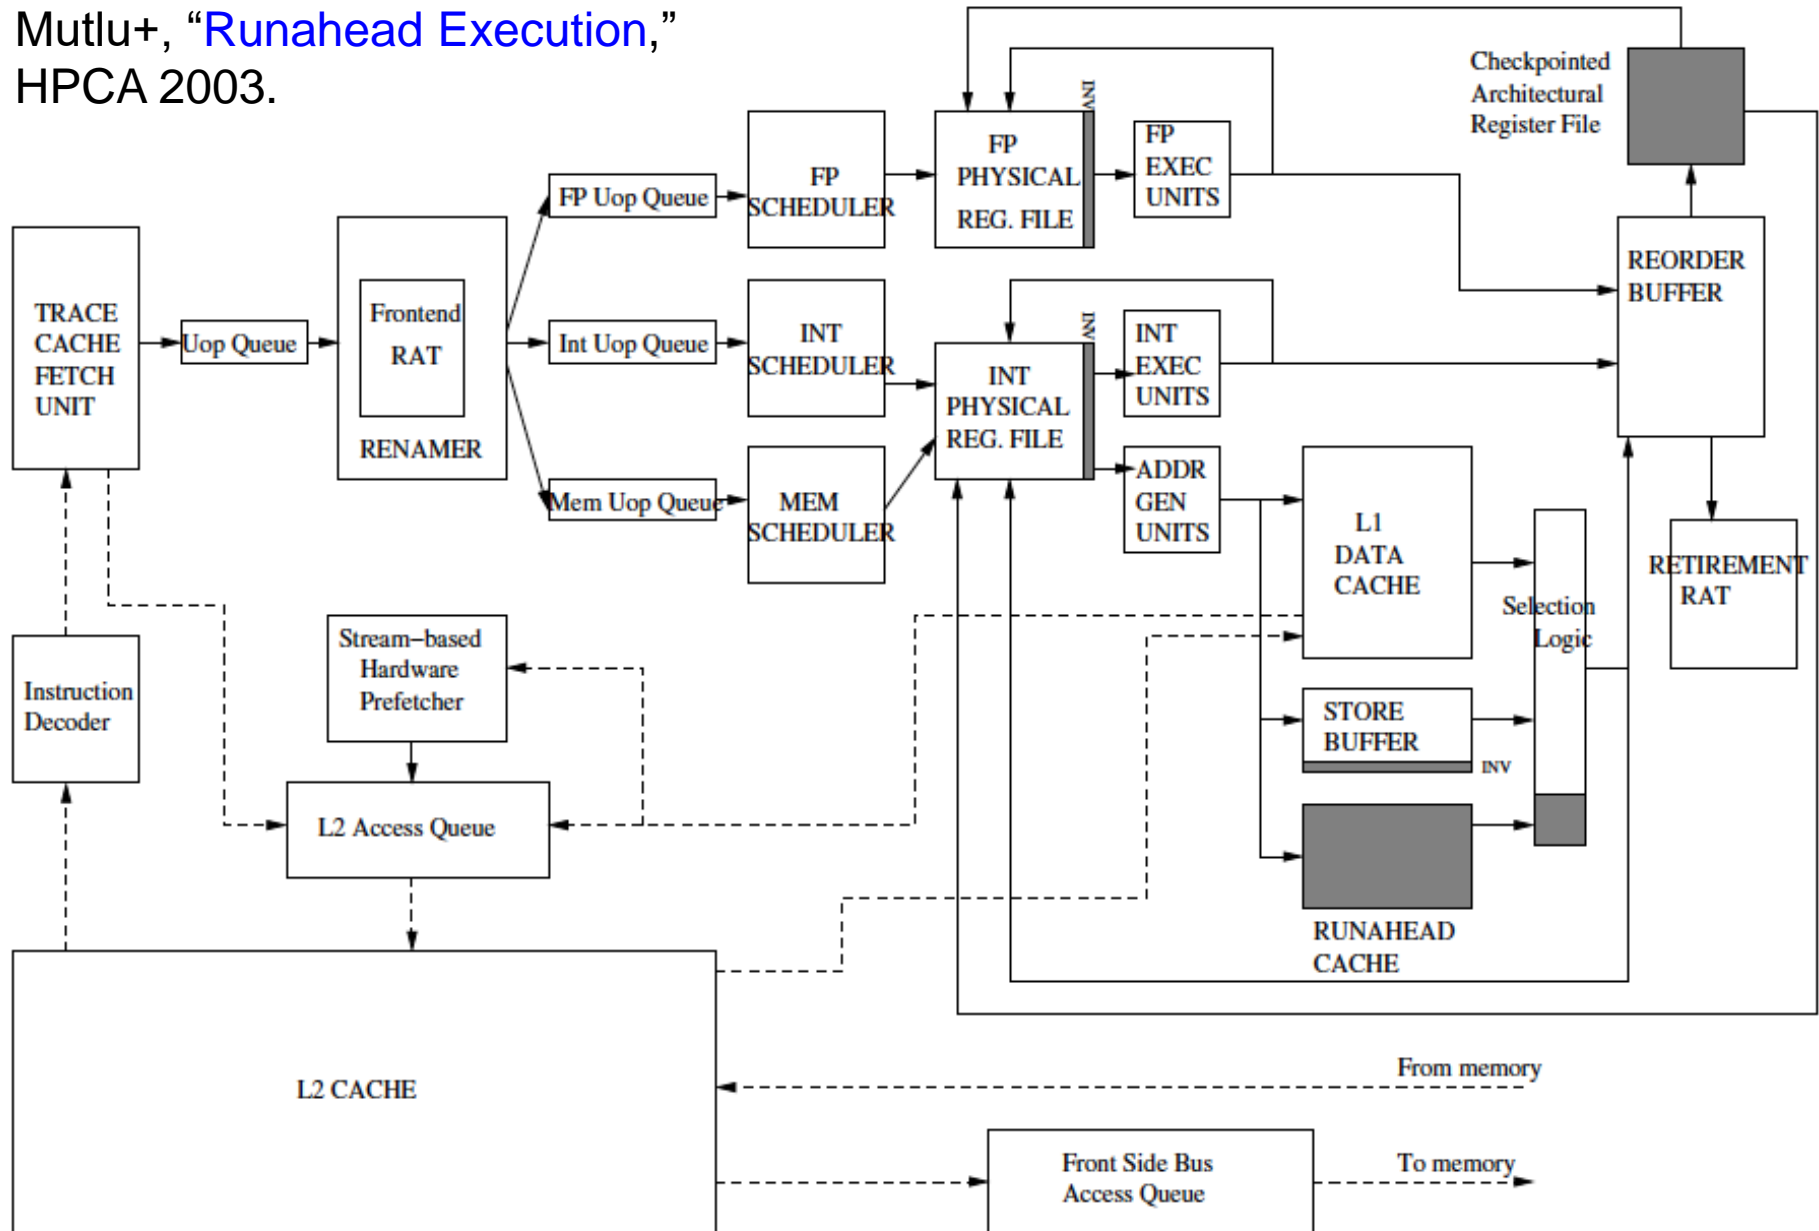 Mutlu+, “Runahead Execution,”
HPCA 2003.
Checkpointed
Architectural
Register File
INV
FP
PHYSICAL
REG. FILE
FP
EXEC
UNITS
FP
SCHEDULER
FP Uop Queue
REORDER
BUFFER
TRACE
CACHE
FETCH
UNIT
Uop Queue
Frontend
RAT
RENAMER
Int Uop Queue
INT
SCHEDULER
INV
INT
PHYSICAL
REG. FILE
INT
EXEC
UNITS
Mem Uop Queue
MEM
SCHEDULER
ADDR
GEN
UNITS
L1
DATA
CACHE
RETIREMENT
RAT
Selection
Logic
Instruction
Decoder
Stream−based
Hardware
Prefetcher
STORE
BUFFER
INV
L2 Access Queue
RUNAHEAD
CACHE
L2 CACHE
From memory
Front Side Bus
Access Queue
To memory